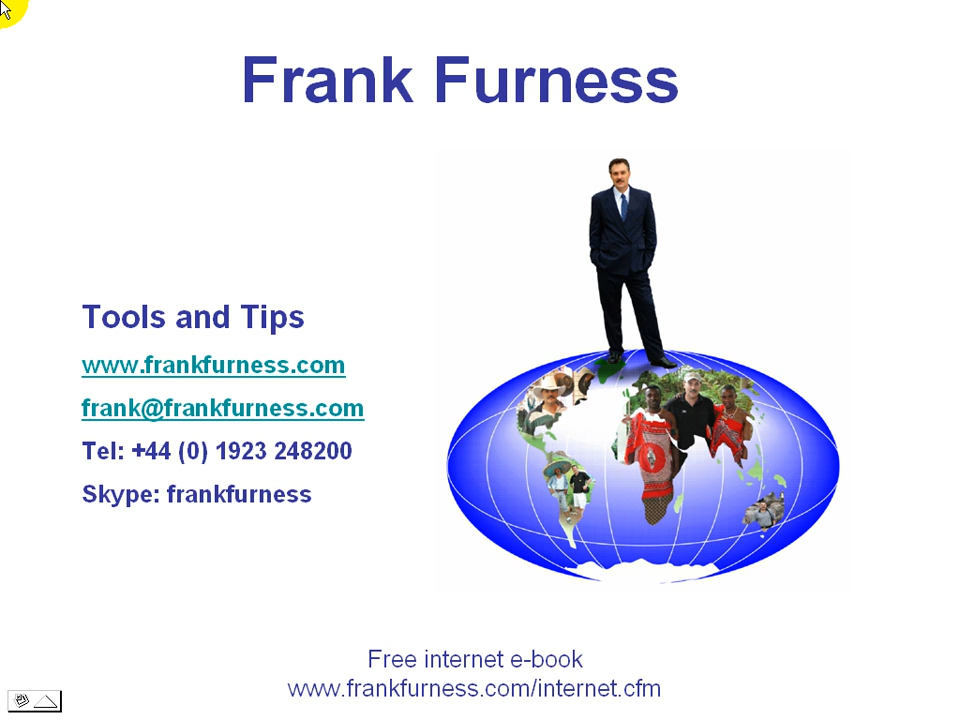 Frank Furness
Tools and Tips
www.frankfurness.com
frank@frankfurness.com
Tel: +44 (0) 1923 248200
Skype: frankfurness
Free internet e-book
www.frankfurness.com/internet.cfm